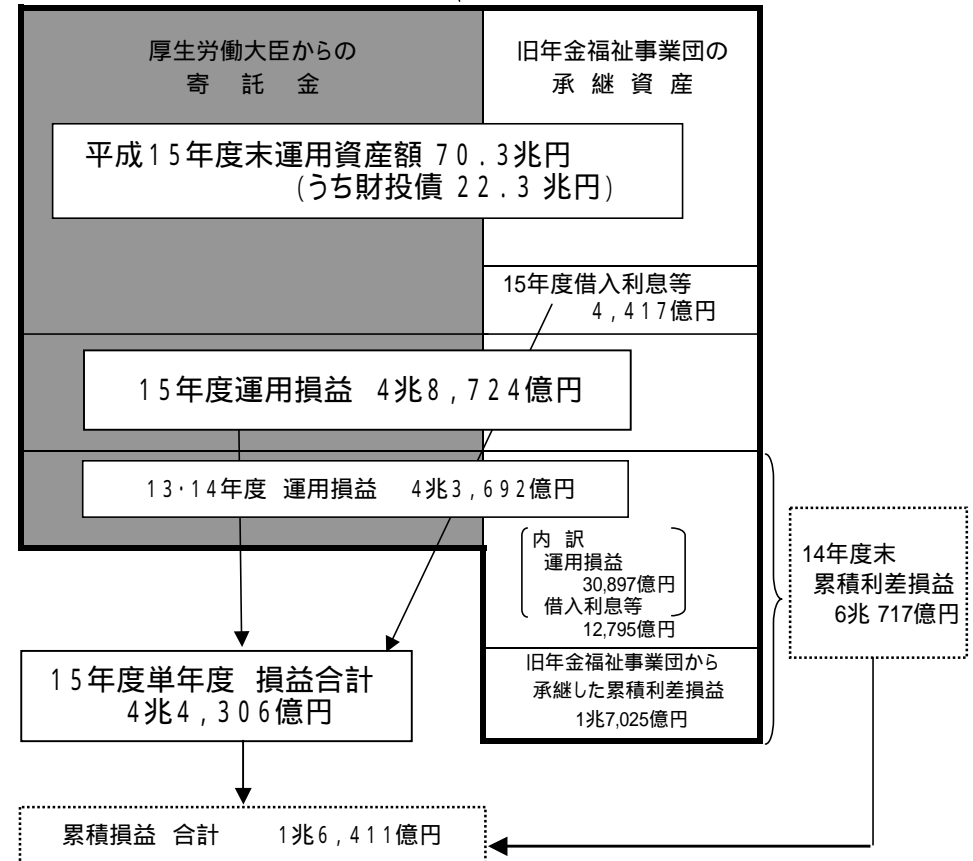 厚生労働大臣からの
寄 託 金
旧年金福祉事業団の
承 継 資 産
平成15年度末運用資産額 70.3兆円
(うち財投債 22.3 兆円)
15年度借入利息等
4,417億円
15年度運用損益 4兆8,724億円
13･14年度 運用損益 4兆3,692億円
内 訳
運用損益
30,897億円
借入利息等
12,795億円
14年度末
累積利差損益
6兆 717億円
旧年金福祉事業団から
承継した累積利差損益
1兆7,025億円
15年度単年度 損益合計
4兆4,306億円
累積損益 合計 1兆6,411億円